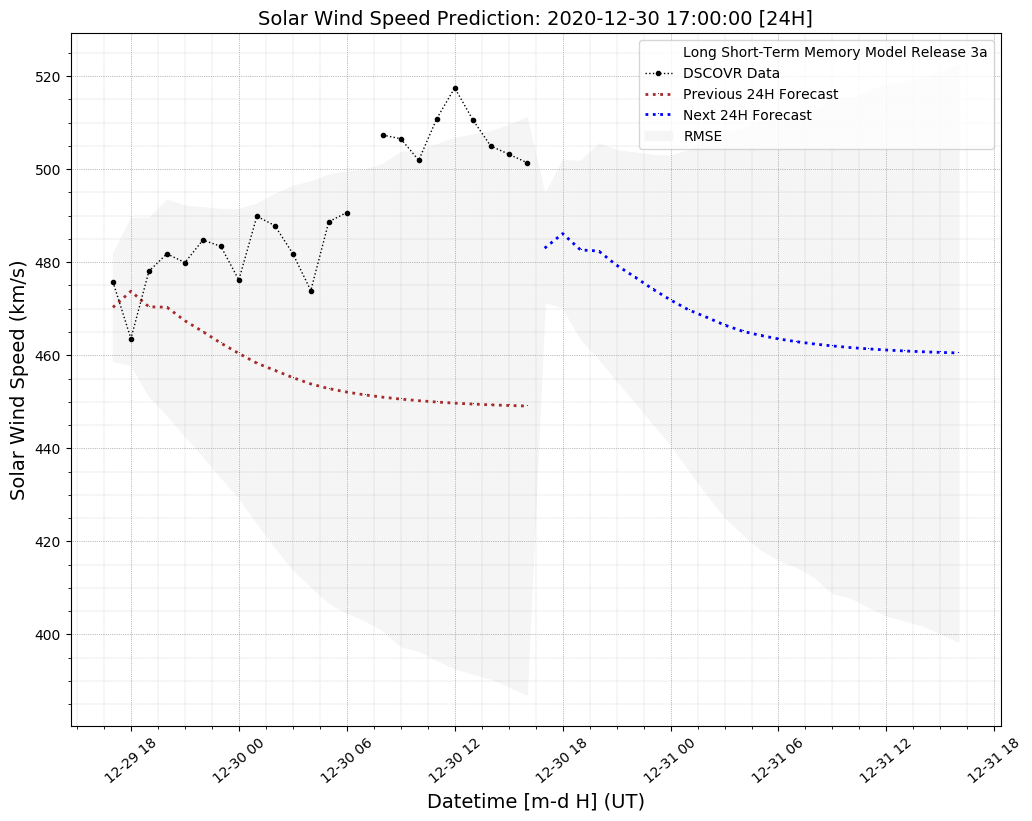 Solar Wind Speed Prediction: 2020-12-30 17:00:00 [24H]
Long Short-Term Memory Model Release 3a
DSCOVR Data
Previous 24H Forecast
Next 24H Forecast
RMSE
Solar Wind Speed (km/s)
520
500
480
460
440
420
400
12-29 18
12-30 00
12-30 06
12-30 12
12-30 18
12-31 00
12-31 06
12-31 12
12-31 18
Datetime [m-d H] (UT)